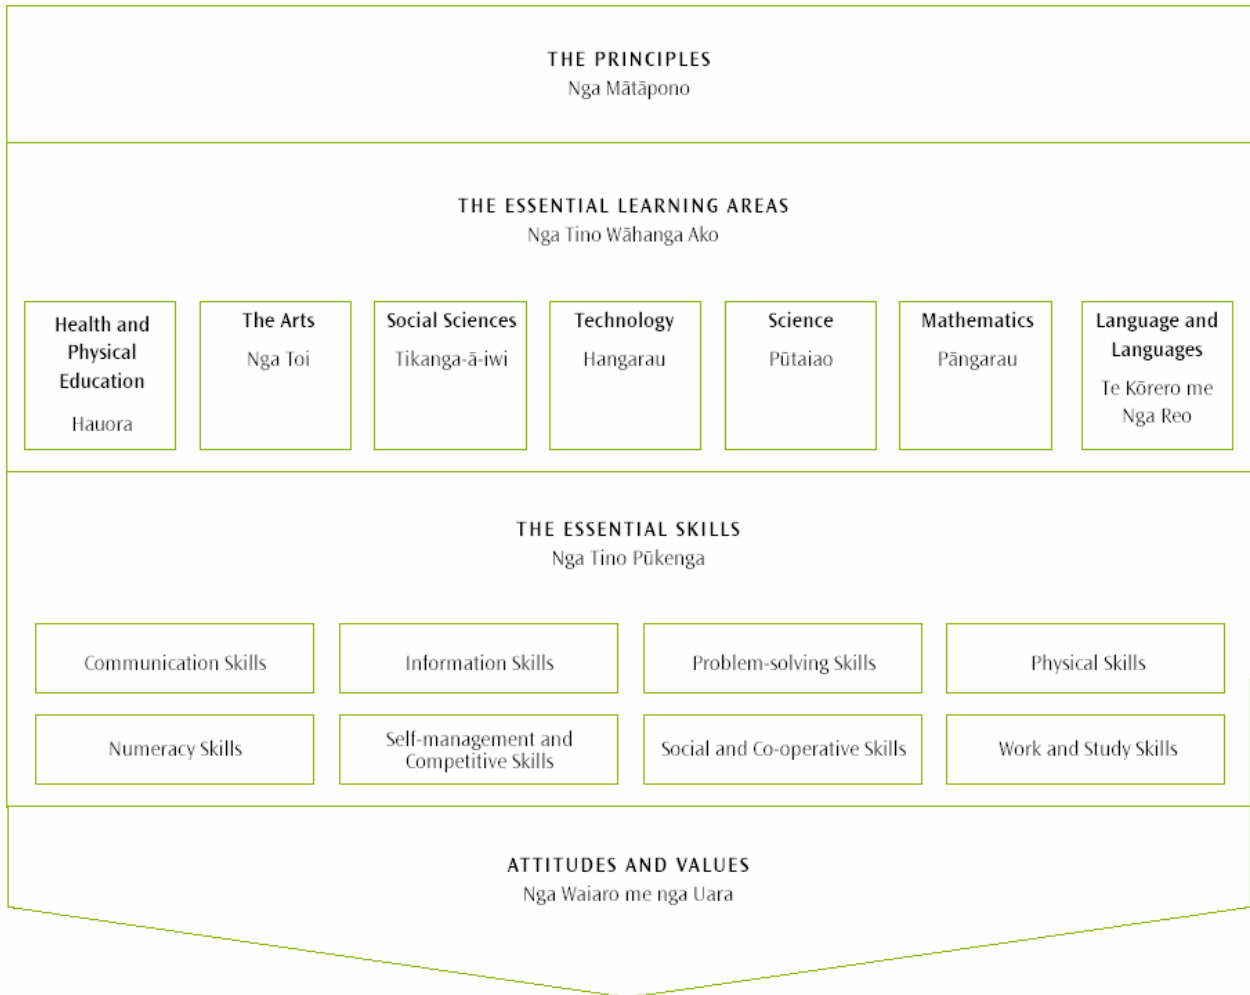 THE PRINCIPLES
Nga Mātāpono
THE ESSENTIAL LEARNING AREAS
Nga Tino Wāhanga Ako
Health and
Physical
Education
Hauora
The Arts
Nga Toi
Social Sciences
Tikanga-ā-iwi
Technology
Hangarau
Science
Pūtaiao
Mathematics
Pāngarau
Language and
Languages
Te Kōrero me
Nga Reo
THE ESSENTIAL SKILLS
Nga Tino Pūkenga
Communication Skills
Information Skills
Problem-solving Skills
Physical Skills
Numeracy Skills
Self-management and
Competitive Skills
Social and Co-operative Skills
Work and Study Skills
ATTITUDES AND VALUES
Nga Waiaro me nga Uara